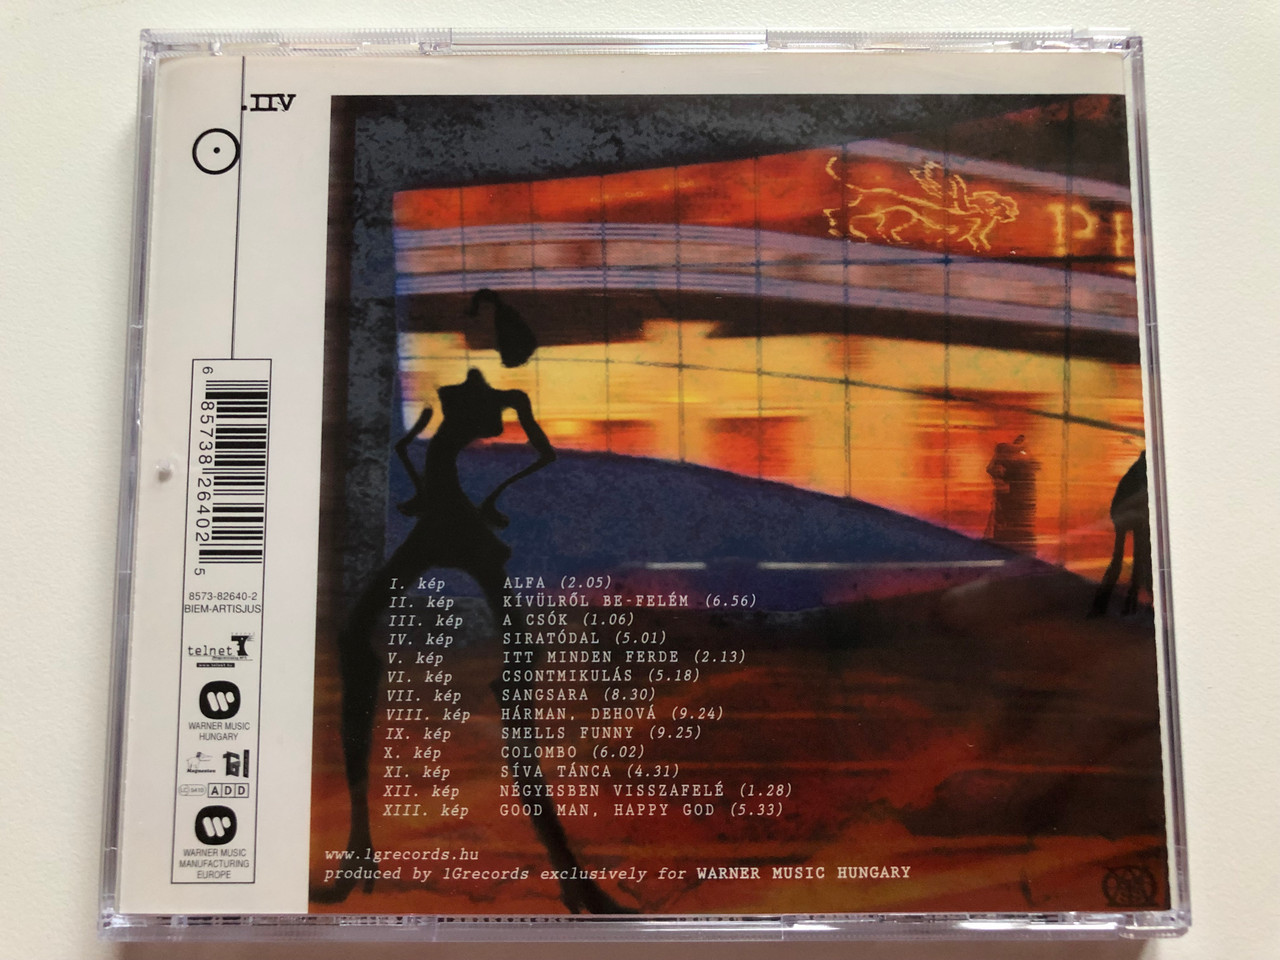 .IIV
P
6 85738 26402 5
8573-82640-2
BIEM-ARTISJUS
telnet
www.telnet.hu
WARNER MUSIC
HUNGARY
Magneoton 1G
ADD
WARNER MUSIC
MANUFACTURING
EUROPE
I. kép ALFA (2.05)
II. kép KÍVÜLRŐL BE-FELÉM (6.56)
III. kép A CSÓK (1.06)
IV. kép SIRATÓDAL (5.01)
V. kép ITT MINDEN FERDE (2.13)
VI. kép CSONTMIKULÁS (5.18)
VII. kép SANGSARA (8.30)
VIII. kép HÁRMAN, DEHOVÁ (9.24)
IX. kép SMELLS FUNNY (9.25)
X. kép COLOMBO (6.02)
XI. kép SÍVA TÁNCA (4.31)
XII. kép NÉGYESBEN VISSZAFELÉ (1.28)
XIII. kép GOOD MAN, HAPPY GOD (5.33)
www.1grecords.hu
produced by 1Grecords exclusively for WARNER MUSIC HUNGARY